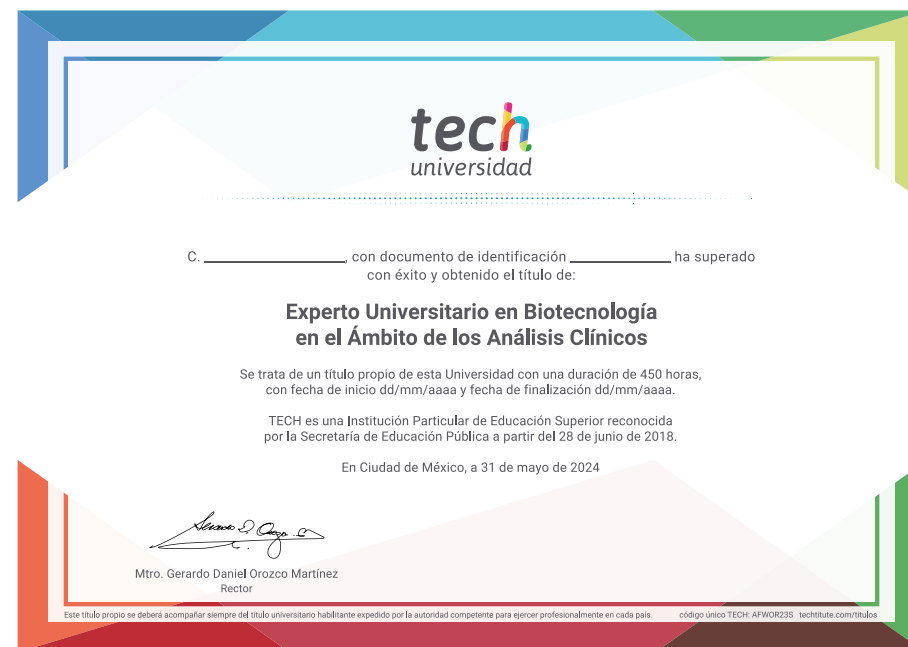 tech
universidad
C. ____________, con documento de identificación ____________ ha superado
con éxito y obtenido el título de:
Experto Universitario en Biotecnología
en el Ámbito de los Análisis Clínicos
Se trata de un título propio de esta Universidad con una duración de 450 horas,
con fecha de inicio dd/mm/aaaa y fecha de finalización dd/mm/aaaa.
TECH es una Institución Particular de Educación Superior reconocida
por la Secretaría de Educación Pública a partir del 28 de junio de 2018.
En Ciudad de México, a 31 de mayo de 2024
Mtro. Gerardo Daniel Orozco Martínez
Rector
Este título propio se deberá acompañar siempre del título universitario habilitante expedido por la autoridad competente para ejercer profesionalmente en cada país. código único TECH: AFWOR23S techtitute.com/titulos